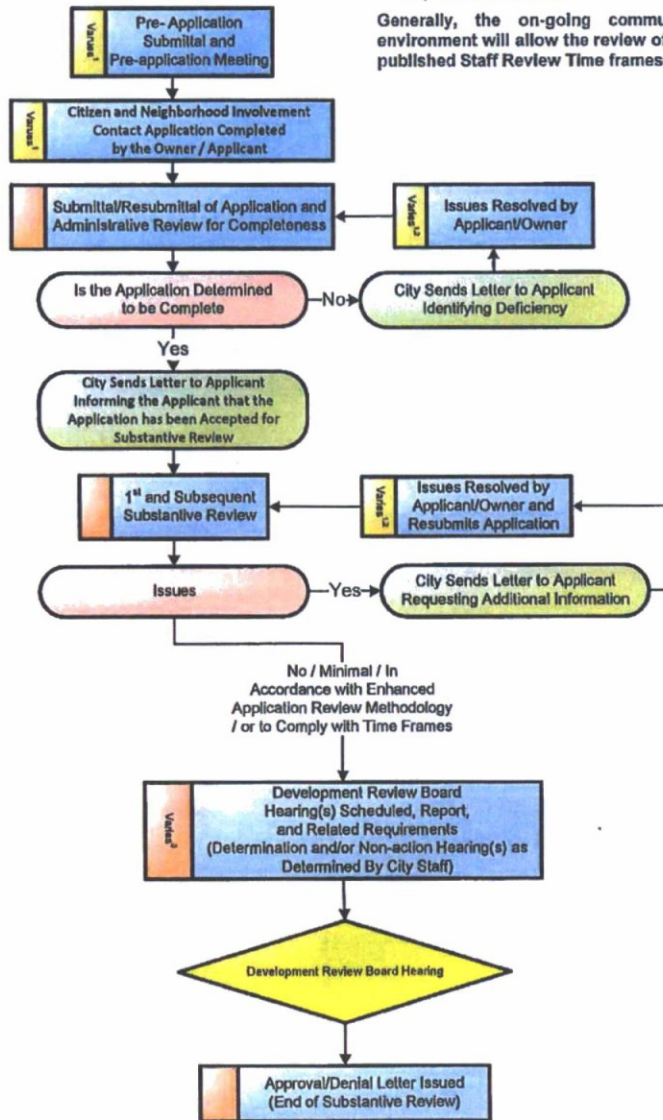 Generally, the on-going commu
environment will allow the review of
published Staff Review Time frames
Varues¹
Pre- Application
Submittal and
Pre-application Meeting
Varues¹
Citizen and Neighborhood Involvement
Contact Application Completed
by the Owner / Applicant
Submittal/Resubmittal of Application and
Administrative Review for Completeness
Varies¹,²
Issues Resolved by
Applicant/Owner
Is the Application Determined
to be Complete
No
City Sends Letter to Applicant
Identifying Deficiency
Yes
City Sends Letter to Applicant
Informing the Applicant that the
Application has been Accepted for
Substantive Review
1st and Subsequent
Substantive Review
Varies¹,²
Issues Resolved by
Applicant/Owner and
Resubmits Application
Issues
Yes
City Sends Letter to Applicant
Requesting Additional Information
No / Minimal / In
Accordance with Enhanced
Application Review Methodology
/ or to Comply with Time Frames
Varies³
Development Review Board
Hearing(s) Scheduled, Report,
and Related Requirements
(Determination and/or Non-action Hearing(s) as
Determined By City Staff)
Development Review Board Hearing
Approval/Denial Letter Issued
(End of Substantive Review)